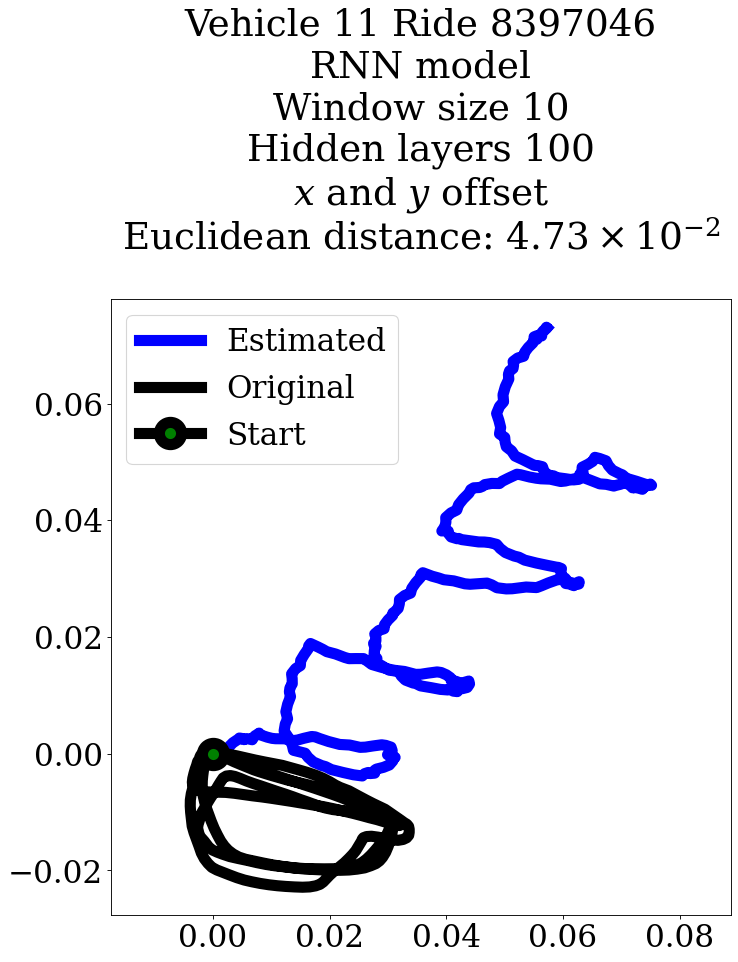 Vehicle 11 Ride 8397046
RNN model
Window size 10
Hidden layers 100
x and y offset
Euclidean distance: 4.73 × 10⁻²
Estimated
Original
Start
0.06
0.04
0.02
0.00
−0.02
0.00 0.02 0.04 0.06 0.08